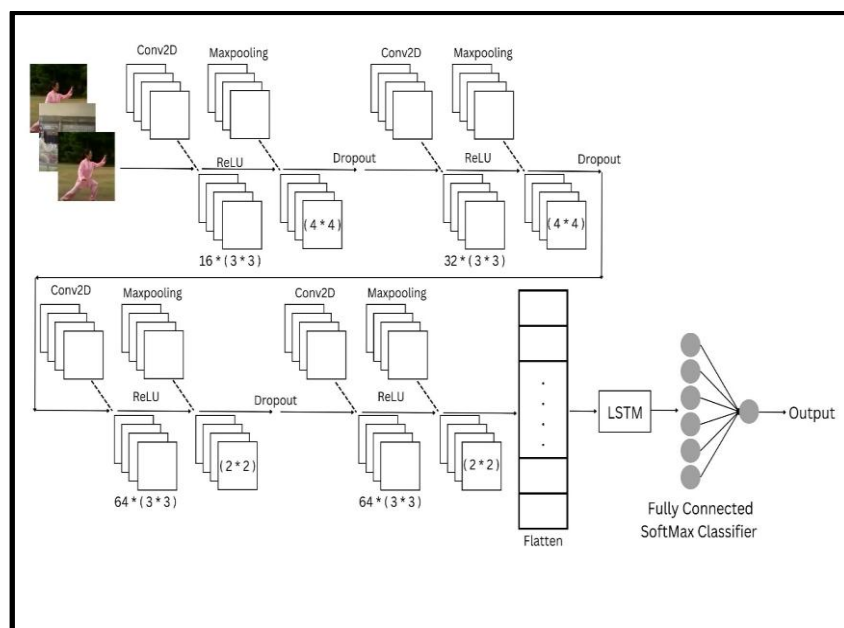 Conv2D
Maxpooling
ReLU
Dropout
16 * ( 3 * 3 )
( 4 * 4 )
Conv2D
Maxpooling
ReLU
Dropout
32 * ( 3 * 3 )
( 4 * 4 )
Conv2D
Maxpooling
ReLU
Dropout
64 * ( 3 * 3 )
( 2 * 2 )
Conv2D
Maxpooling
ReLU
64 * ( 3 * 3 )
( 2 * 2 )
Flatten
LSTM
Output
Fully Connected
SoftMax Classifier